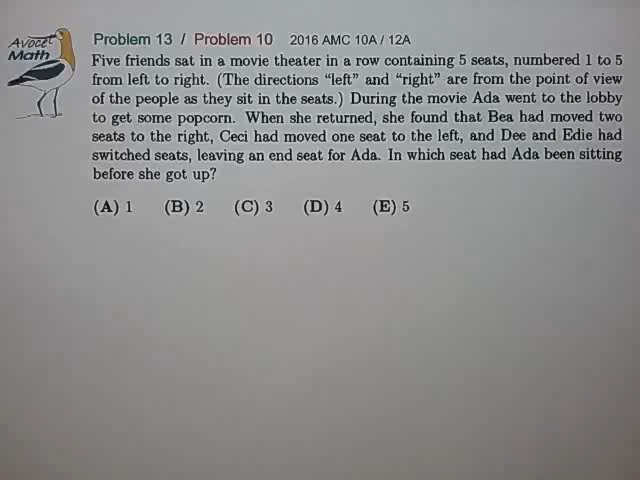 Avocet
Math
Problem 13 / Problem 10 2016 AMC 10A / 12A
Five friends sat in a movie theater in a row containing 5 seats, numbered 1 to 5
from left to right. (The directions “left” and “right” are from the point of view
of the people as they sit in the seats.) During the movie Ada went to the lobby
to get some popcorn. When she returned, she found that Bea had moved two
seats to the right, Ceci had moved one seat to the left, and Dee and Edie had
switched seats, leaving an end seat for Ada. In which seat had Ada been sitting
before she got up?
(A) 1 (B) 2 (C) 3 (D) 4 (E) 5